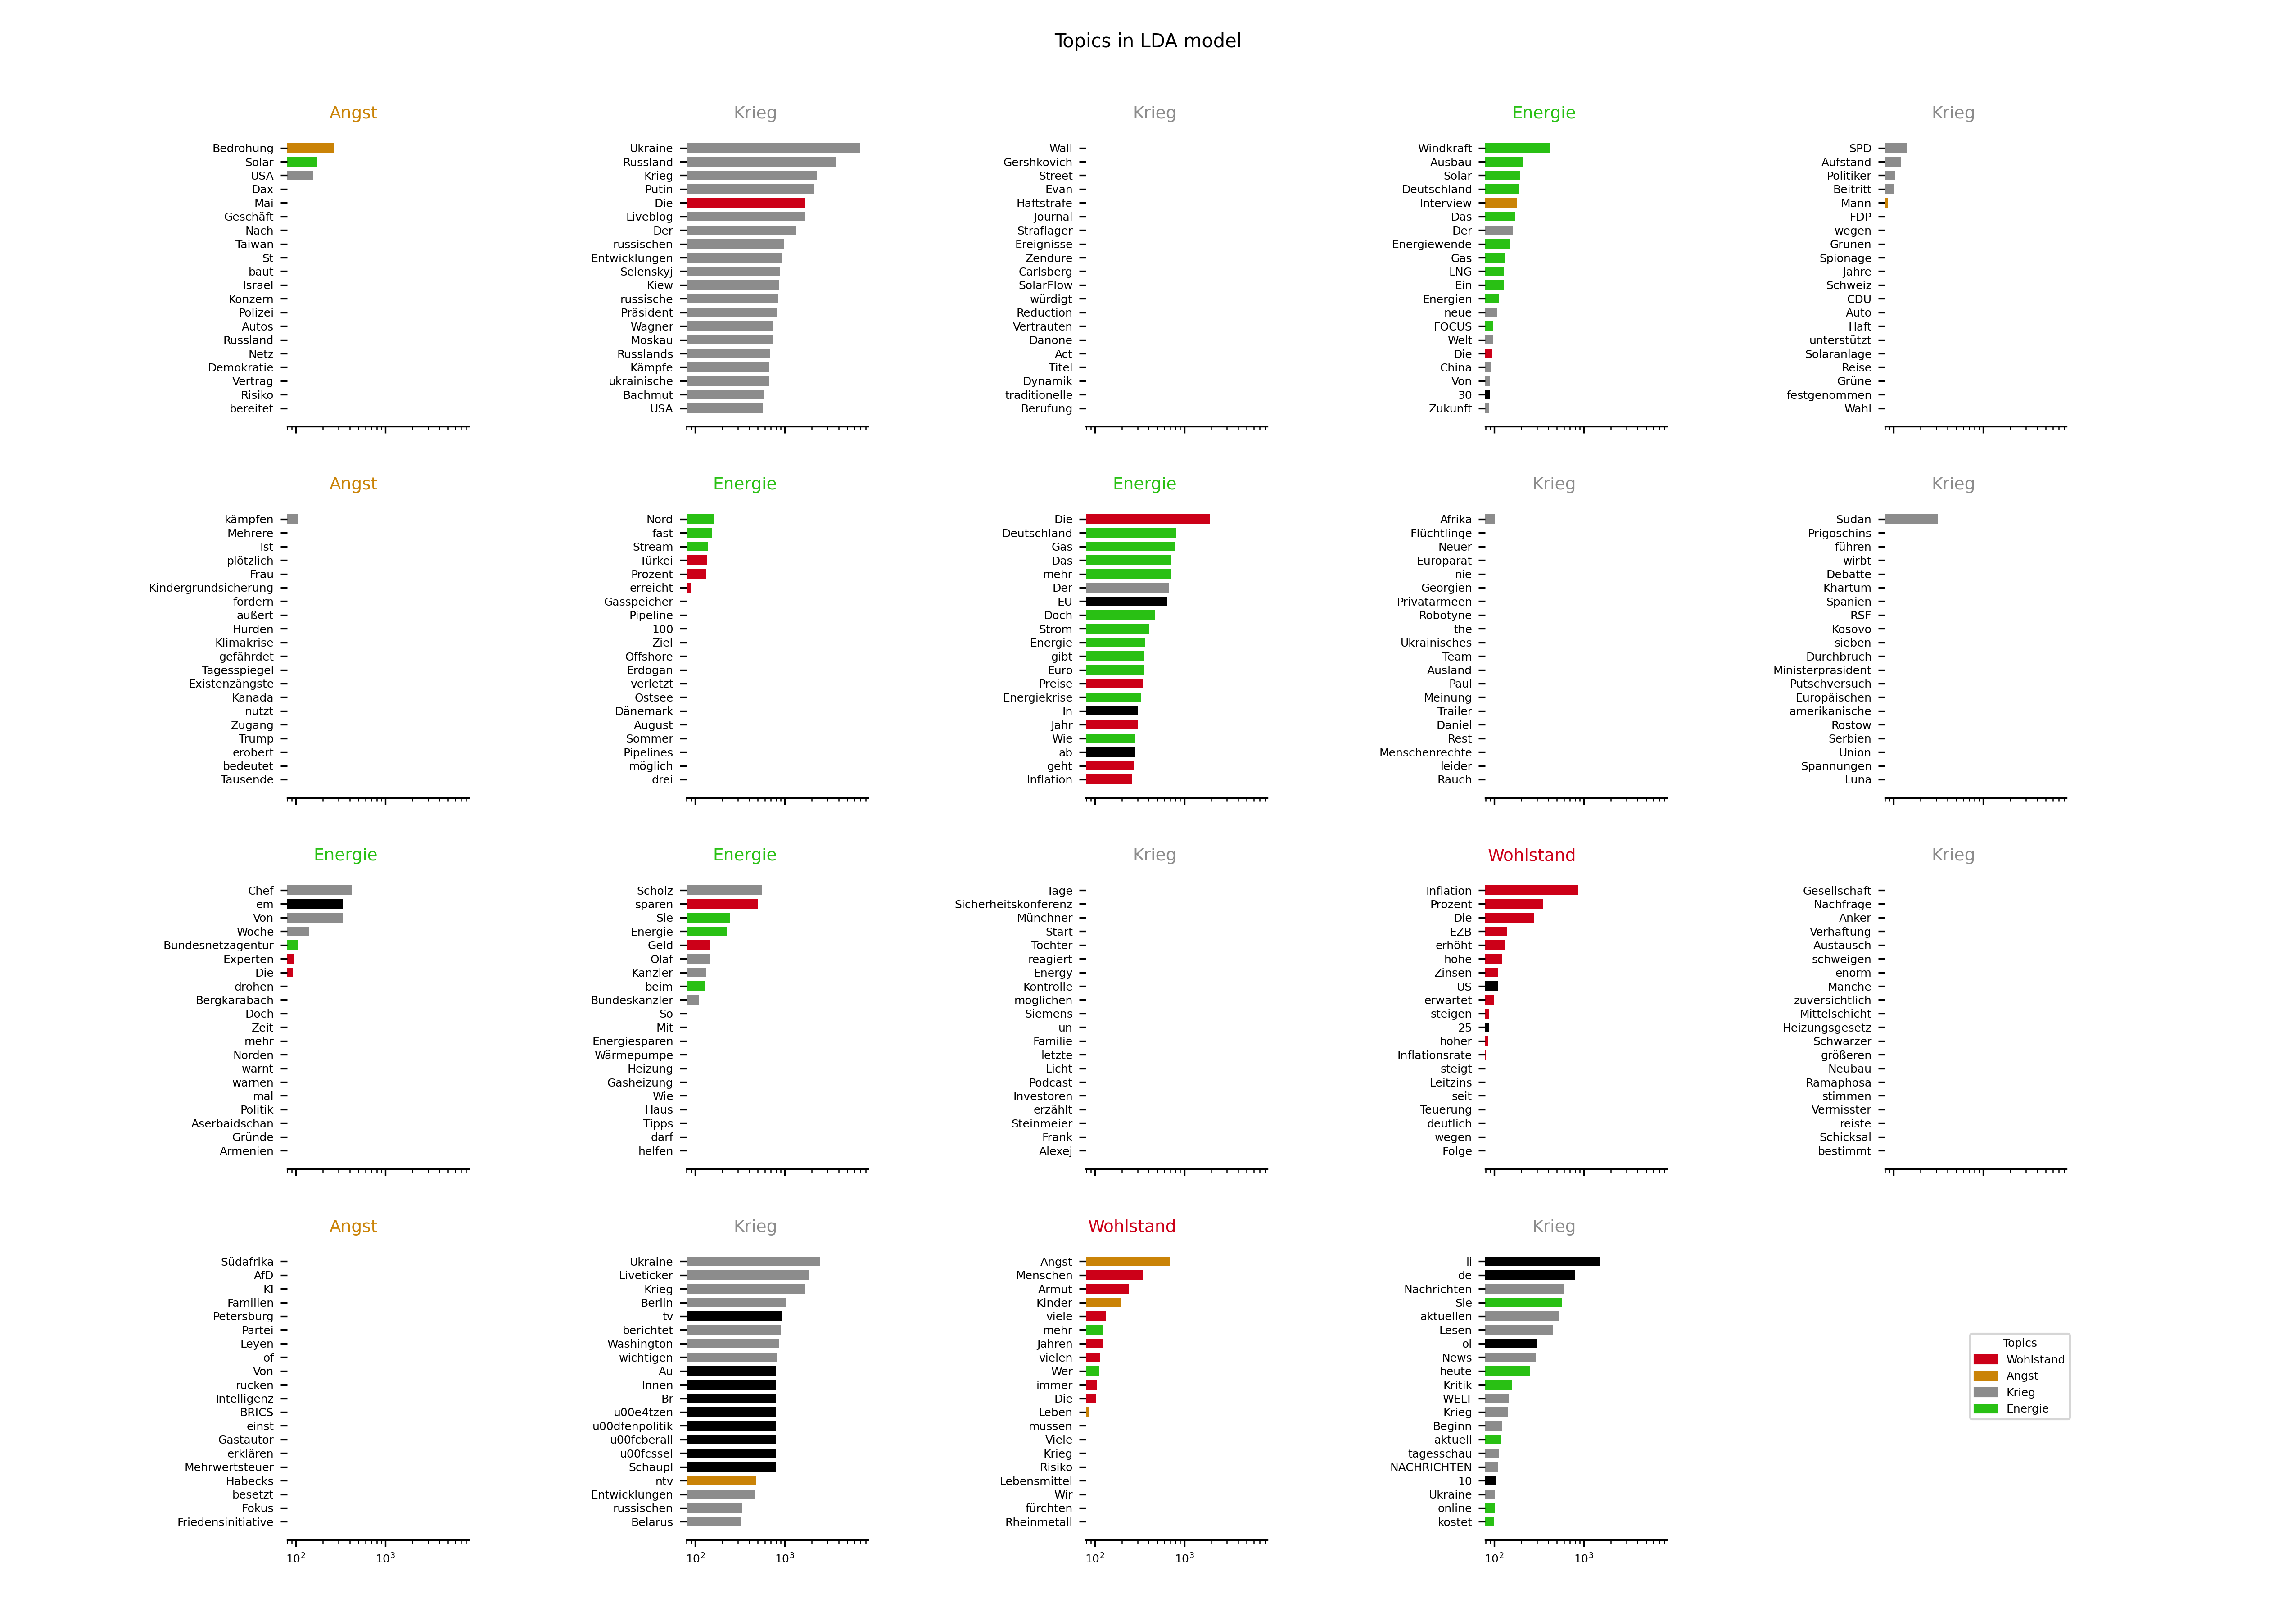 Topics in LDA model
Angst
Bedrohung
Solar
USA
Dax
Mai
Geschäft
Nach
Taiwan
St
baut
Israel
Konzern
Polizei
Autos
Russland
Netz
Demokratie
Vertrag
Risiko
bereitet
Krieg
Ukraine
Russland
Krieg
Putin
Die
Liveblog
Der
russischen
Entwicklungen
Selenskyj
Kiew
russische
Präsident
Wagner
Moskau
Russlands
Kämpfe
ukrainische
Bachmut
USA
Krieg
Wall
Gershkovich
Street
Evan
Haftstrafe
Journal
Straflager
Ereignisse
Zendure
Carlsberg
SolarFlow
würdigt
Reduction
Vertrauten
Danone
Act
Titel
Dynamik
traditionelle
Berufung
Energie
Windkraft
Ausbau
Solar
Deutschland
Interview
Das
Der
Energiewende
Gas
LNG
Ein
Energien
neue
FOCUS
Welt
Die
China
Von
30
Zukunft
Krieg
SPD
Aufstand
Politiker
Beitritt
Mann
FDP
wegen
Grünen
Spionage
Jahre
Schweiz
CDU
Auto
Haft
unterstützt
Solaranlage
Reise
Grüne
festgenommen
Wahl
Angst
kämpfen
Mehrere
Ist
plötzlich
Frau
Kindergrundsicherung
fordern
äußert
Hürden
Klimakrise
gefährdet
Tagesspiegel
Existenzängste
Kanada
nutzt
Zugang
Trump
erobert
bedeutet
Tausende
Energie
Nord
fast
Stream
Türkei
Prozent
erreicht
Gasspeicher
Pipeline
100
Ziel
Offshore
Erdogan
verletzt
Ostsee
Dänemark
August
Sommer
Pipelines
möglich
drei
Energie
Die
Deutschland
Gas
Das
mehr
Der
EU
Doch
Strom
Energie
gibt
Euro
Preise
Energiekrise
In
Jahr
Wie
ab
geht
Inflation
Krieg
Afrika
Flüchtlinge
Neuer
Europarat
nie
Georgien
Privatarmeen
Robotyne
the
Ukrainisches
Team
Ausland
Paul
Meinung
Trailer
Daniel
Rest
Menschenrechte
leider
Rauch
Krieg
Sudan
Prigoschins
führen
wirbt
Debatte
Khartum
Spanien
RSF
Kosovo
sieben
Durchbruch
Ministerpräsident
Putschversuch
Europäischen
amerikanische
Rostow
Serbien
Union
Spannungen
Luna
Energie
Chef
em
Von
Woche
Bundesnetzagentur
Experten
Die
drohen
Bergkarabach
Doch
Zeit
mehr
Norden
warnt
warnen
mal
Politik
Aserbaidschan
Gründe
Armenien
Energie
Scholz
sparen
Sie
Energie
Geld
Olaf
Kanzler
beim
Bundeskanzler
So
Mit
Energiesparen
Wärmepumpe
Heizung
Gasheizung
Wie
Haus
Tipps
darf
helfen
Krieg
Tage
Sicherheitskonferenz
Münchner
Start
Tochter
reagiert
Energy
Kontrolle
möglichen
Siemens
un
Familie
letzte
Licht
Podcast
Investoren
erzählt
Steinmeier
Frank
Alexej
Wohlstand
Inflation
Prozent
Die
EZB
erhöht
hohe
Zinsen
US
erwartet
steigen
25
hoher
Inflationsrate
steigt
Leitzins
seit
Teuerung
deutlich
wegen
Folge
Krieg
Gesellschaft
Nachfrage
Anker
Verhaftung
Austausch
schweigen
enorm
Manche
zuversichtlich
Mittelschicht
Heizungsgesetz
Schwarzer
größeren
Neubau
Ramaphosa
stimmen
Vermisster
reiste
Schicksal
bestimmt
Angst
Südafrika
AfD
KI
Familien
Petersburg
Partei
Leyen
of
Von
rücken
Intelligenz
BRICS
einst
Gastautor
erklären
Mehrwertsteuer
Habecks
besetzt
Fokus
Friedensinitiative
10² 10³
Krieg
Ukraine
Liveticker
Krieg
Berlin
tv
berichtet
Washington
wichtigen
Au
Innen
Br
u00e4tzen
u00dfenpolitik
u00fcberall
u00fcssel
Schaupl
ntv
Entwicklungen
russischen
Belarus
10² 10³
Wohlstand
Angst
Menschen
Armut
Kinder
viele
mehr
Jahren
vielen
Wer
immer
Die
Leben
müssen
Viele
Krieg
Risiko
Lebensmittel
Wir
fürchten
Rheinmetall
10² 10³
Krieg
li
de
Nachrichten
Sie
aktuellen
Lesen
ol
News
heute
Kritik
WELT
Krieg
Beginn
aktuell
tagesschau
NACHRICHTEN
10
Ukraine
online
kostet
10² 10³
Topics
Wohlstand
Angst
Krieg
Energie